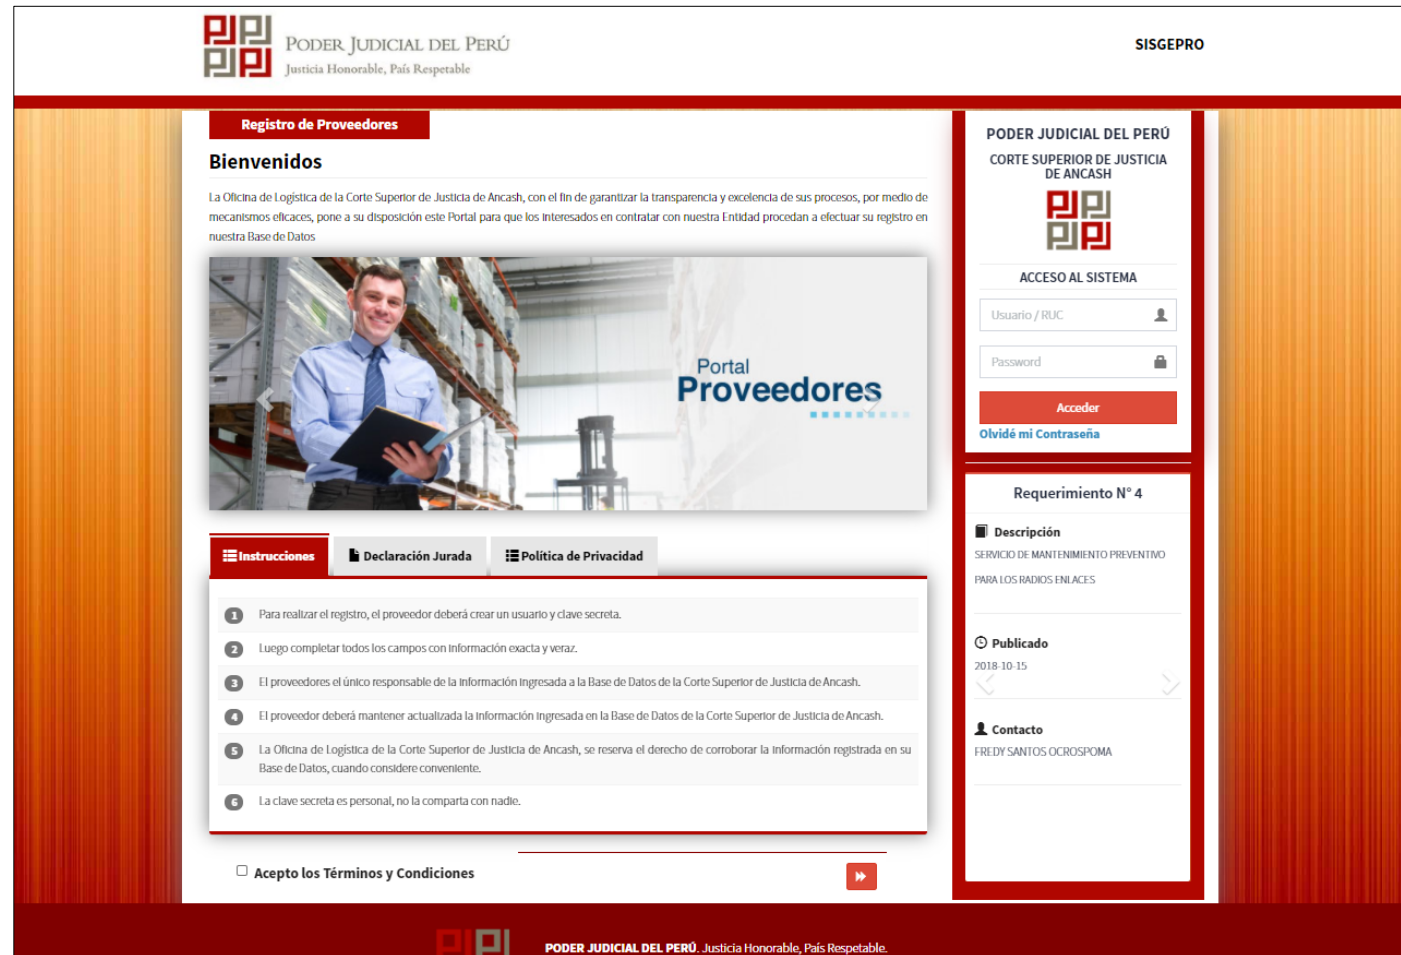 PODER JUDICIAL DEL PERÚ
Justicia Honorable, País Respetable
SISGEPRO
Registro de Proveedores
Bienvenidos
La Oficina de Logística de la Corte Superior de Justicia de Ancash, con el fin de garantizar la transparencia y excelencia de sus procesos, por medio de
mecanismos eficaces, pone a su disposición este Portal para que los interesados en contratar con nuestra Entidad procedan a efectuar su registro en
nuestra Base de Datos
Portal
Proveedores
Instrucciones
Declaración Jurada
Política de Privacidad
1 Para realizar el registro, el proveedor deberá crear un usuario y clave secreta.
2 Luego completar todos los campos con información exacta y veraz.
3 El proveedores el único responsable de la información ingresada a la Base de Datos de la Corte Superior de Justicia de Ancash.
4 El proveedor deberá mantener actualizada la información ingresada en la Base de Datos de la Corte Superior de Justicia de Ancash.
5 La Oficina de Logística de la Corte Superior de Justicia de Ancash, se reserva el derecho de corroborar la información registrada en su
Base de Datos, cuando considere conveniente.
6 La clave secreta es personal, no la comparta con nadie.
Acepto los Términos y Condiciones
PODER JUDICIAL DEL PERÚ
CORTE SUPERIOR DE JUSTICIA
DE ANCASH
ACCESO AL SISTEMA
Usuario / RUC
Password
Acceder
Olvidé mi Contraseña
Requerimiento N° 4
Descripción
SERVICIO DE MANTENIMIENTO PREVENTIVO
PARA LOS RADIOS ENLACES
Publicado
2018-10-15
Contacto
FREDY SANTOS OCROSPOMA
PODER JUDICIAL DEL PERÚ. Justicia Honorable, País Respetable.